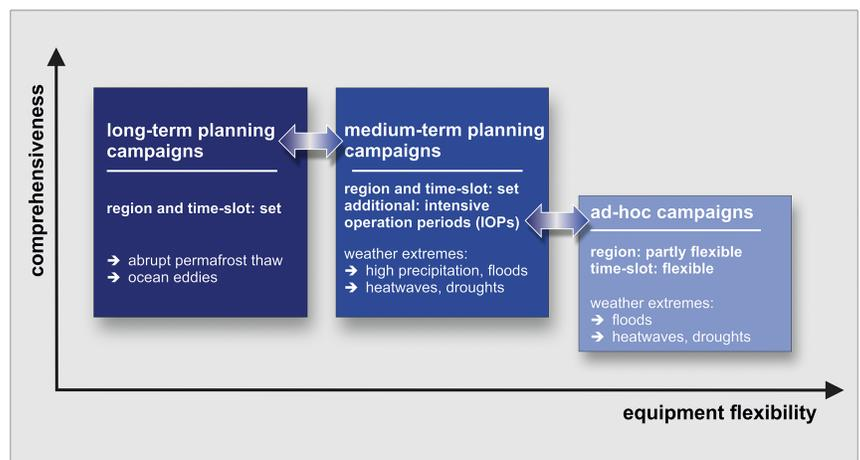 comprehensiveness
long-term planning
campaigns
region and time-slot: set
➔ abrupt permafrost thaw
➔ ocean eddies
medium-term planning
campaigns
region and time-slot: set
additional: intensive
operation periods (IOPs)
weather extremes:
➔ high precipitation, floods
➔ heatwaves, droughts
ad-hoc campaigns
region: partly flexible
time-slot: flexible
weather extremes:
➔ floods
➔ heatwaves, droughts
equipment flexibility